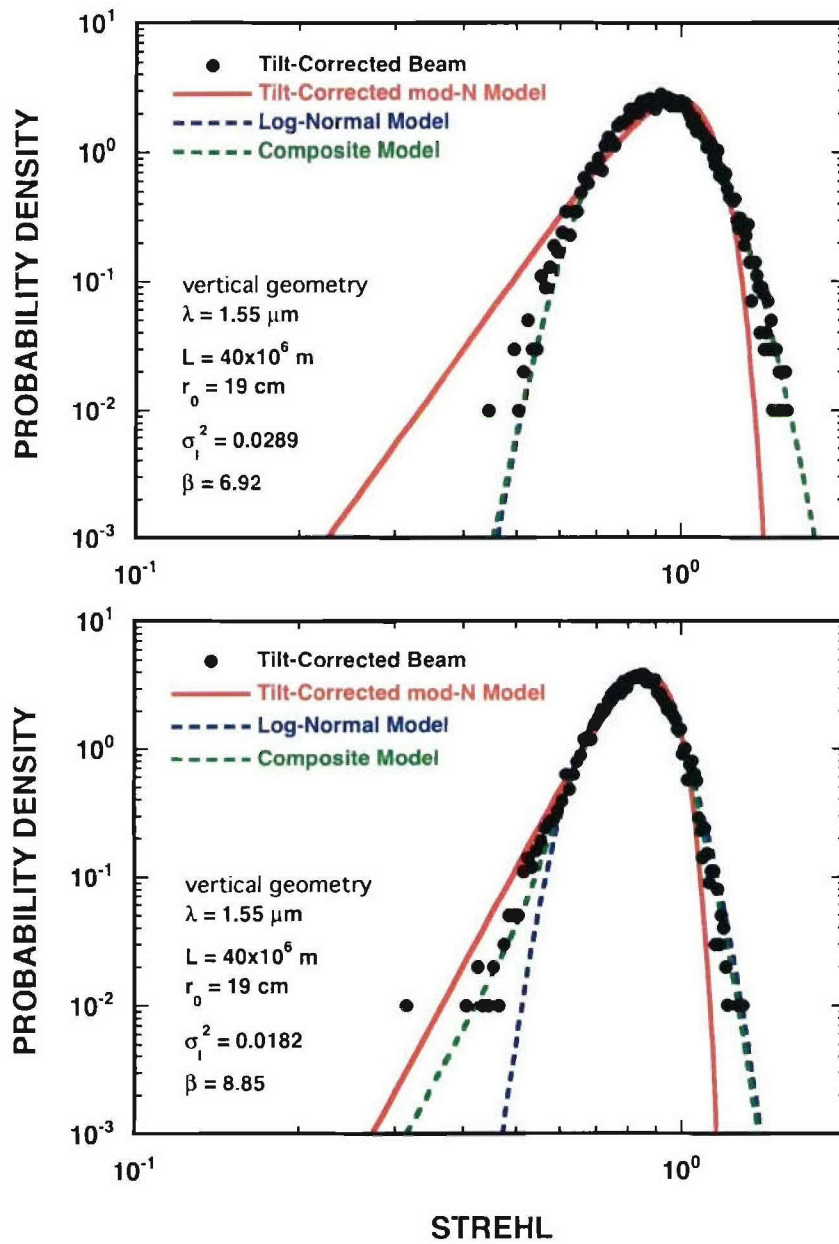 PROBABILITY DENSITY
10¹
10⁰
10⁻¹
10⁻²
10⁻³
Tilt-Corrected Beam
Tilt-Corrected mod-N Model
Log-Normal Model
Composite Model
vertical geometry
λ = 1.55 μm
L = 40x10⁶ m
r₀ = 19 cm
σ_I² = 0.0289
β = 6.92
10⁻¹
10⁰
PROBABILITY DENSITY
10¹
10⁰
10⁻¹
10⁻²
10⁻³
Tilt-Corrected Beam
Tilt-Corrected mod-N Model
Log-Normal Model
Composite Model
vertical geometry
λ = 1.55 μm
L = 40x10⁶ m
r₀ = 19 cm
σ_I² = 0.0182
β = 8.85
10⁻¹
10⁰
STREHL